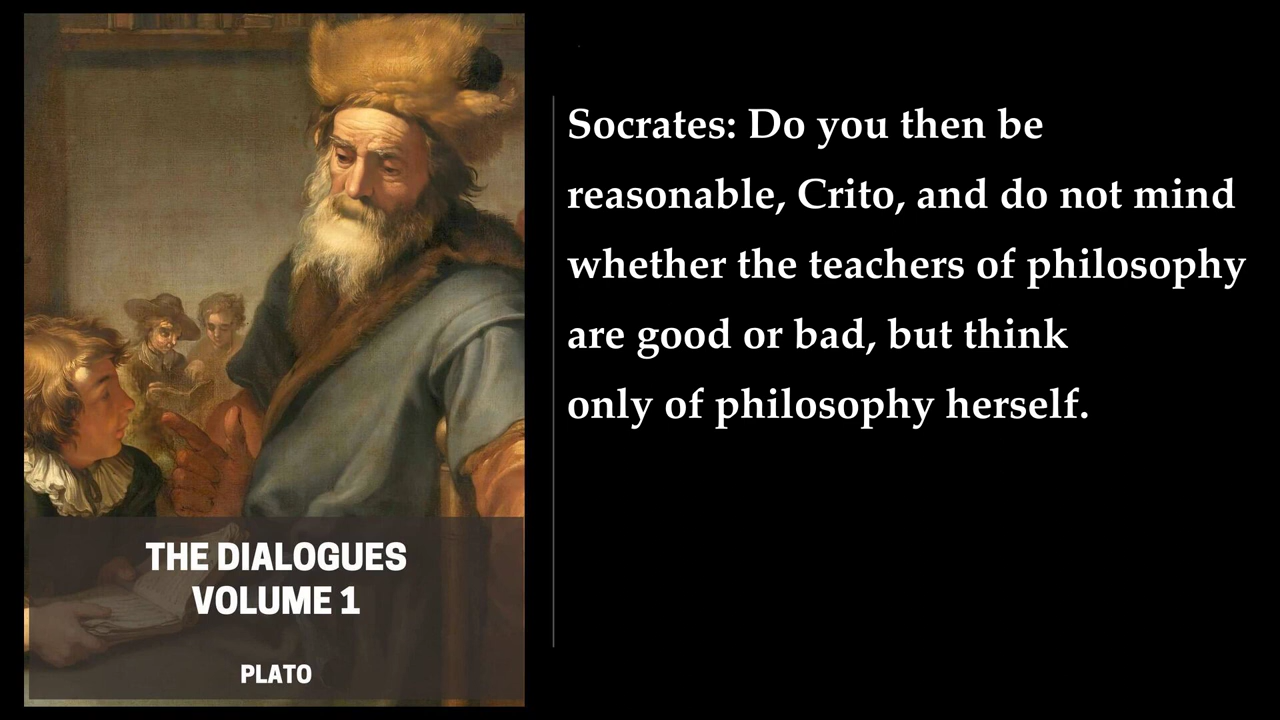 Socrates: Do you then be
reasonable, Crito, and do not mind
whether the teachers of philosophy
are good or bad, but think
only of philosophy herself.
THE DIALOGUES
VOLUME 1
PLATO